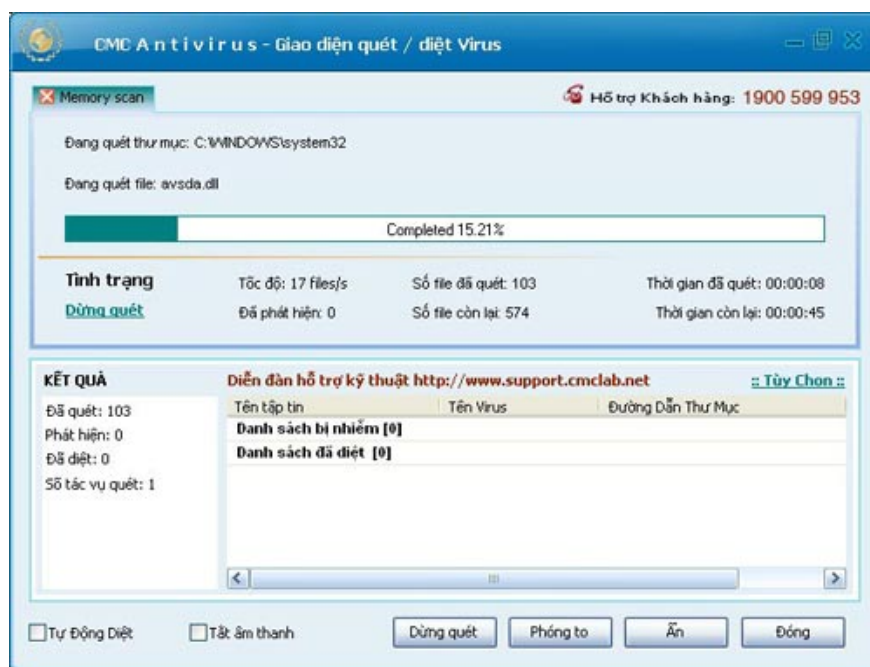 CMC Antivirus - Giao diện quét / diệt Virus
Memory scan
Hỗ trợ Khách hàng: 1900 599 953
Đang quét thư mục: C:\WINDOWS\system32
Đang quét file: avsda.dll
Completed 15.21%
Tình trạng Tốc độ: 17 files/s Số file đã quét: 103 Thời gian đã quét: 00:00:08
Dừng quét Đã phát hiện: 0 Số file còn lại: 574 Thời gian còn lại: 00:00:45
KẾT QUẢ Diễn đàn hỗ trợ kỹ thuật http://www.support.cmclab.net :: Tùy Chon ::
Đã quét: 103
Phát hiện: 0
Đã diệt: 0
Số tác vụ quét: 1
Tên tập tin Tên Virus Đường Dẫn Thư Mục
Danh sách bị nhiễm [0]
Danh sách đã diệt [0]
Tự Động Diệt Tắt âm thanh Dừng quét Phóng to Ẩn Đóng